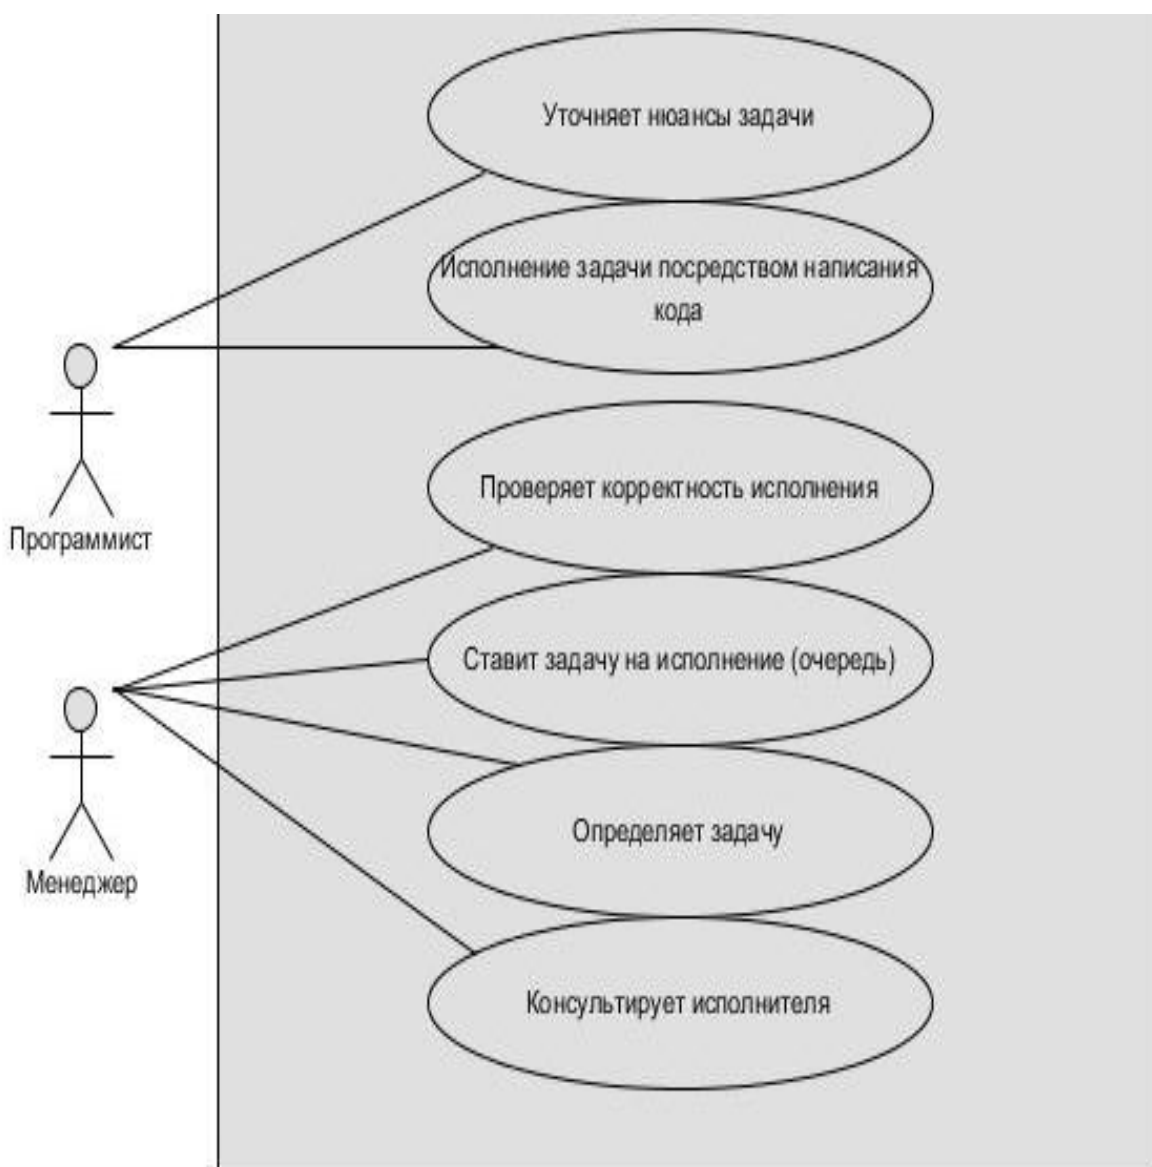 Уточняет нюансы задачи
Исполнение задачи посредством написания
кода
Проверяет корректность исполнения
Программист
Ставит задачу на исполнение (очередь)
Определяет задачу
Менеджер
Консультирует исполнителя